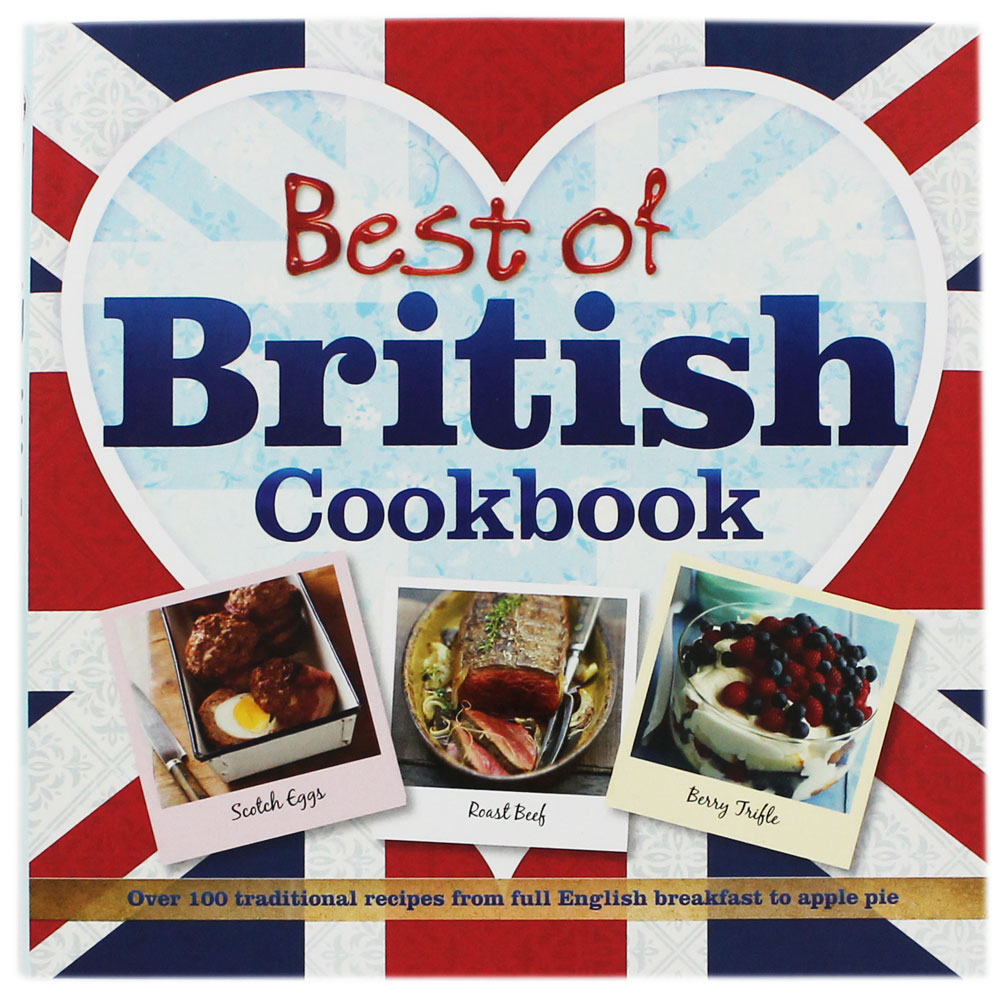 Best of
British
Cookbook
Scotch Eggs
Roast Beef
Berry Trifle
Over 100 traditional recipes from full English breakfast to apple pie